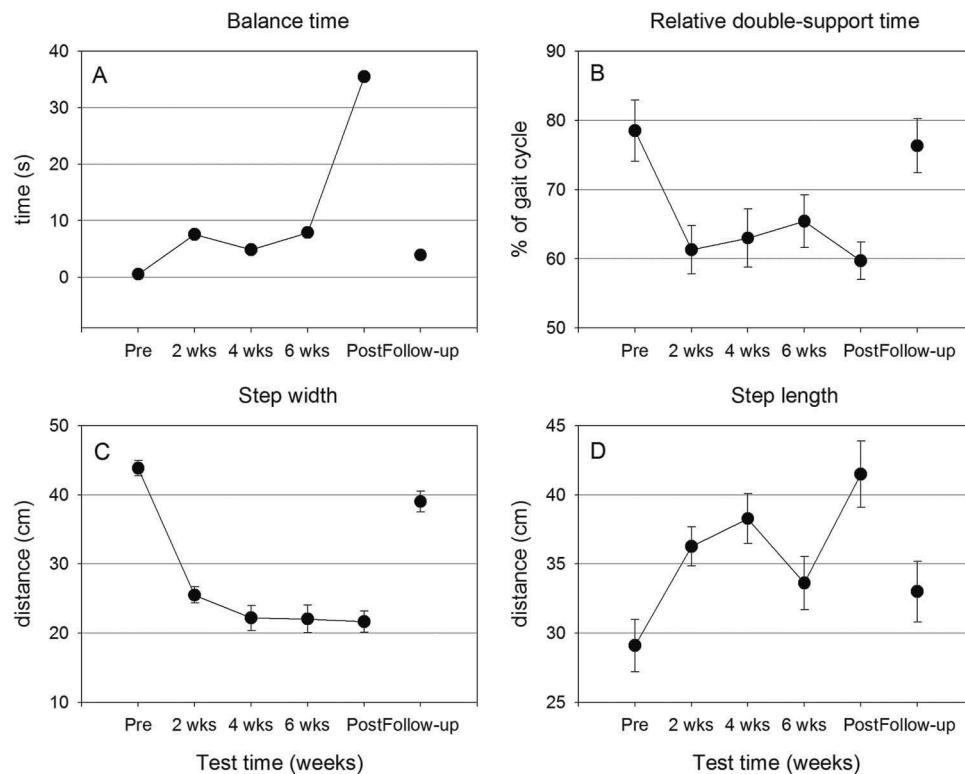 Balance time
A
40
30
20
10
0
time (s)
Pre 2 wks 4 wks 6 wks PostFollow-up
Relative double-support time
B
90
80
70
60
50
% of gait cycle
Pre 2 wks 4 wks 6 wks PostFollow-up
Step width
C
50
40
30
20
10
distance (cm)
Pre 2 wks 4 wks 6 wks PostFollow-up
Test time (weeks)
Step length
D
45
40
35
30
25
distance (cm)
Pre 2 wks 4 wks 6 wks PostFollow-up
Test time (weeks)